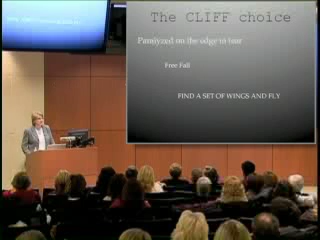 The CLIFF choice
Paralyzed on the edge in fear
Free Fall
FIND A SET OF WINGS AND FLY